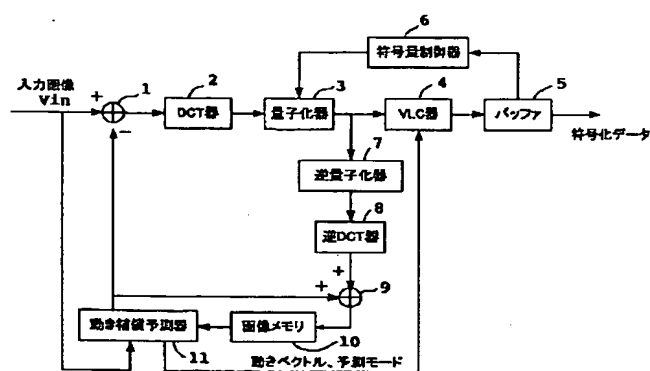 6
符号量制御器
入力画像
Vin
+
1
2
3
4
5
−
DCT器
量子化器
VLC器
バッファ
符号化データ
7
逆量子化器
8
逆DCT器
+
+
9
動き補償予測器
画像メモリ
10
11
動きベクトル、予測モード